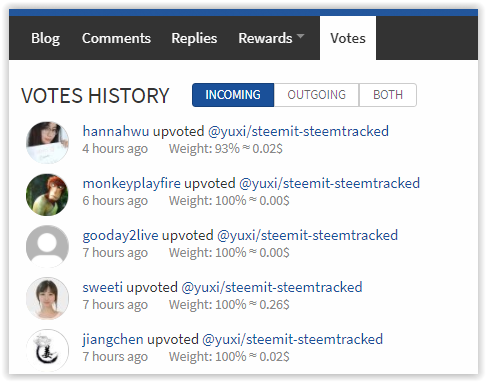 Blog Comments Replies Rewards Votes
VOTES HISTORY INCOMING OUTGOING BOTH
hannahwu upvoted @yuxi/steemit-steemtracked
4 hours ago Weight: 93% ≈ 0.02$
monkeyplayfire upvoted @yuxi/steemit-steemtracked
6 hours ago Weight: 100% ≈ 0.00$
gooday2live upvoted @yuxi/steemit-steemtracked
7 hours ago Weight: 100% ≈ 0.00$
sweeti upvoted @yuxi/steemit-steemtracked
7 hours ago Weight: 100% ≈ 0.26$
jiangchen upvoted @yuxi/steemit-steemtracked
7 hours ago Weight: 100% ≈ 0.02$